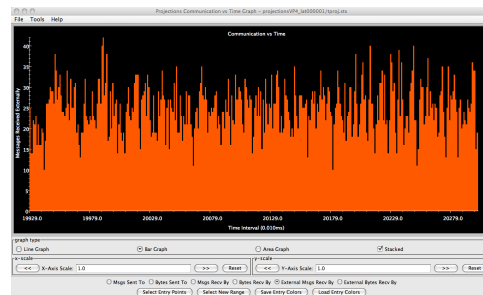 Projections Communication vs Time Graph – projectionsVPM_lst000001/tproj.sts
File Tools Help
Communication vs Time
Messages Received Externally
40
35
30
25
20
15
10
5
0
19929.0 19979.0 20029.0 20079.0 20129.0 20179.0 20229.0 20279.0
Time Interval (0.010ms)
graph type
Line Graph Bar Graph Area Graph Stacked
x-scale y-scale
<< X-Axis Scale: 1.0 >> Reset << Y-Axis Scale: 1.0 >> Reset
Msgs Sent To Bytes Sent To Msgs Recv By Bytes Recv By External Msgs Recv By External Bytes Recv By
Select Entry Points Select New Range Save Entry Colors Load Entry Colors